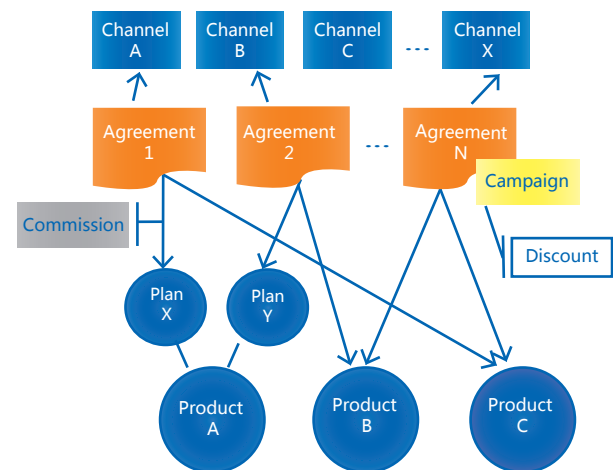 Channel
A
Channel
B
Channel
C
...
Channel
X
Agreement
1
Agreement
2
...
Agreement
N
Campaign
Commission
Discount
Plan
X
Plan
Y
Product
A
Product
B
Product
C